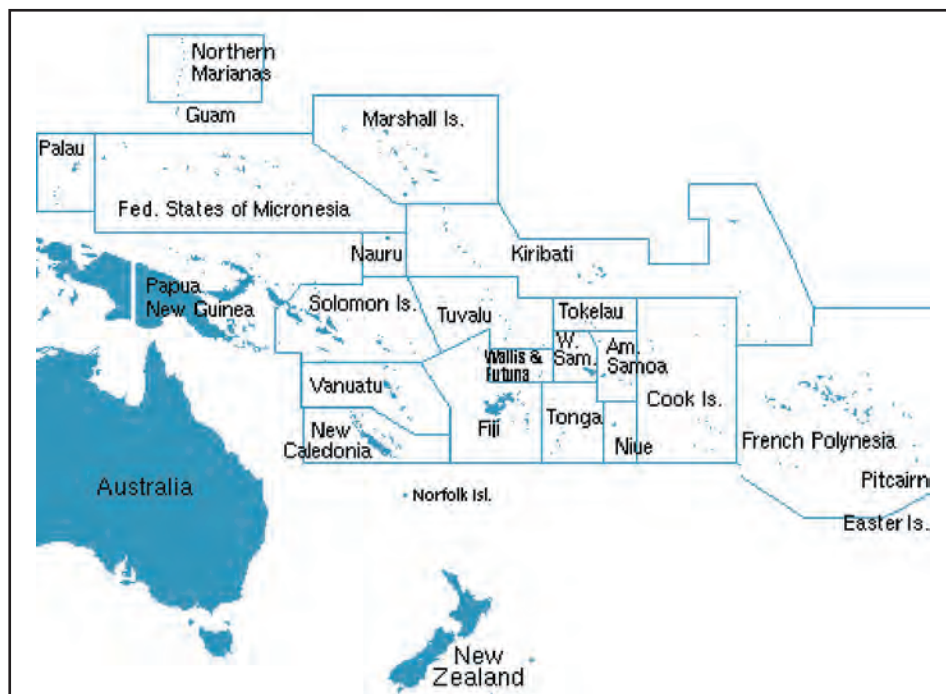 Northern
Marianas
Guam
Marshall Is.
Palau
Fed. States of Micronesia
Nauru
Kiribati
Papua
New Guinea
Solomon Is.
Tuvalu
Tokelau
W.
Sam.
Am.
Samoa
Wallis &
Futuna
Vanuatu
Cook Is.
New
Caledonia
Fiji
Tonga
Niue
French Polynesia
Pitcairn
Australia
Norfolk Isl.
Easter Is.
New
Zealand